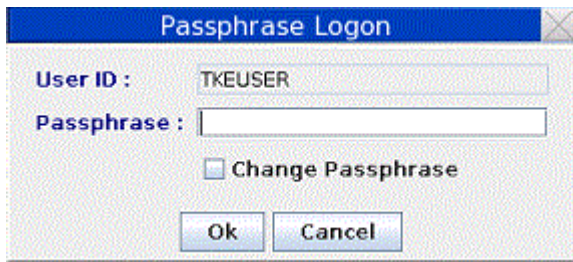 Passphrase Logon
User ID : TKEUSER
Passphrase :
Change Passphrase
Ok Cancel